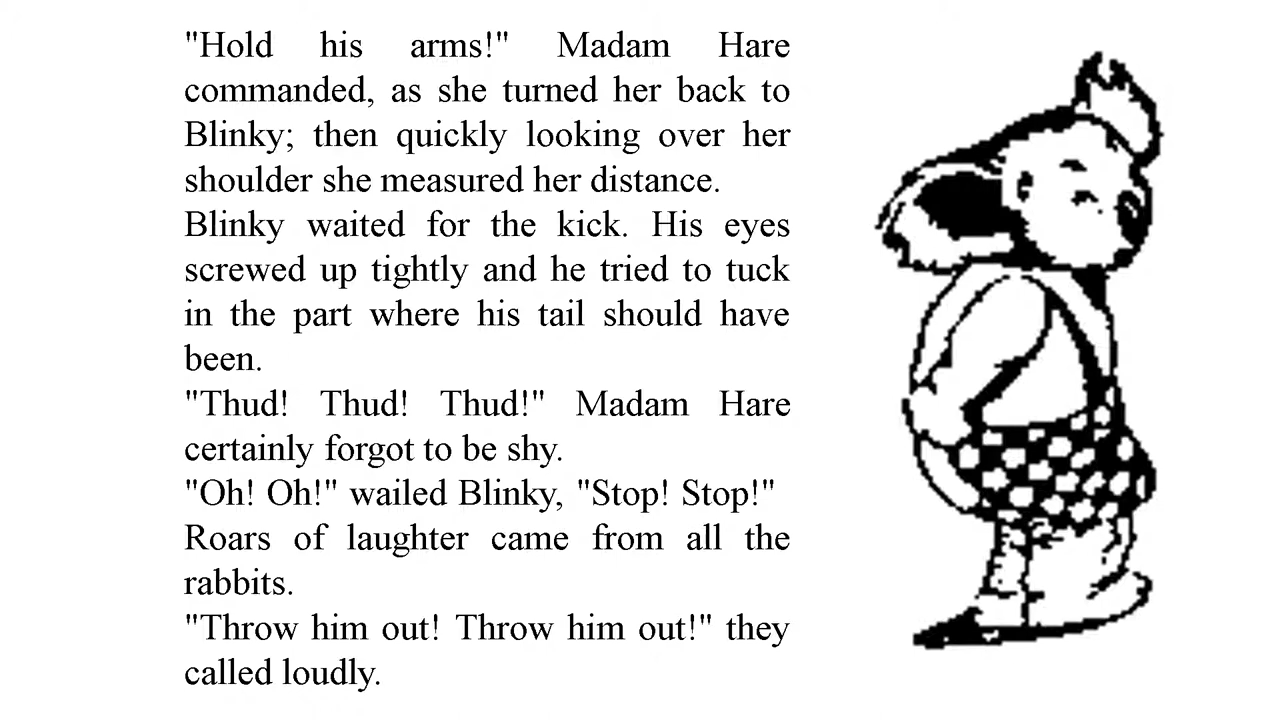 "Hold his arms!" Madam Hare
commanded, as she turned her back to
Blinky; then quickly looking over her
shoulder she measured her distance.
Blinky waited for the kick. His eyes
screwed up tightly and he tried to tuck
in the part where his tail should have
been.
"Thud! Thud! Thud!" Madam Hare
certainly forgot to be shy.
"Oh! Oh!" wailed Blinky, "Stop! Stop!"
Roars of laughter came from all the
rabbits.
"Throw him out! Throw him out!" they
called loudly.